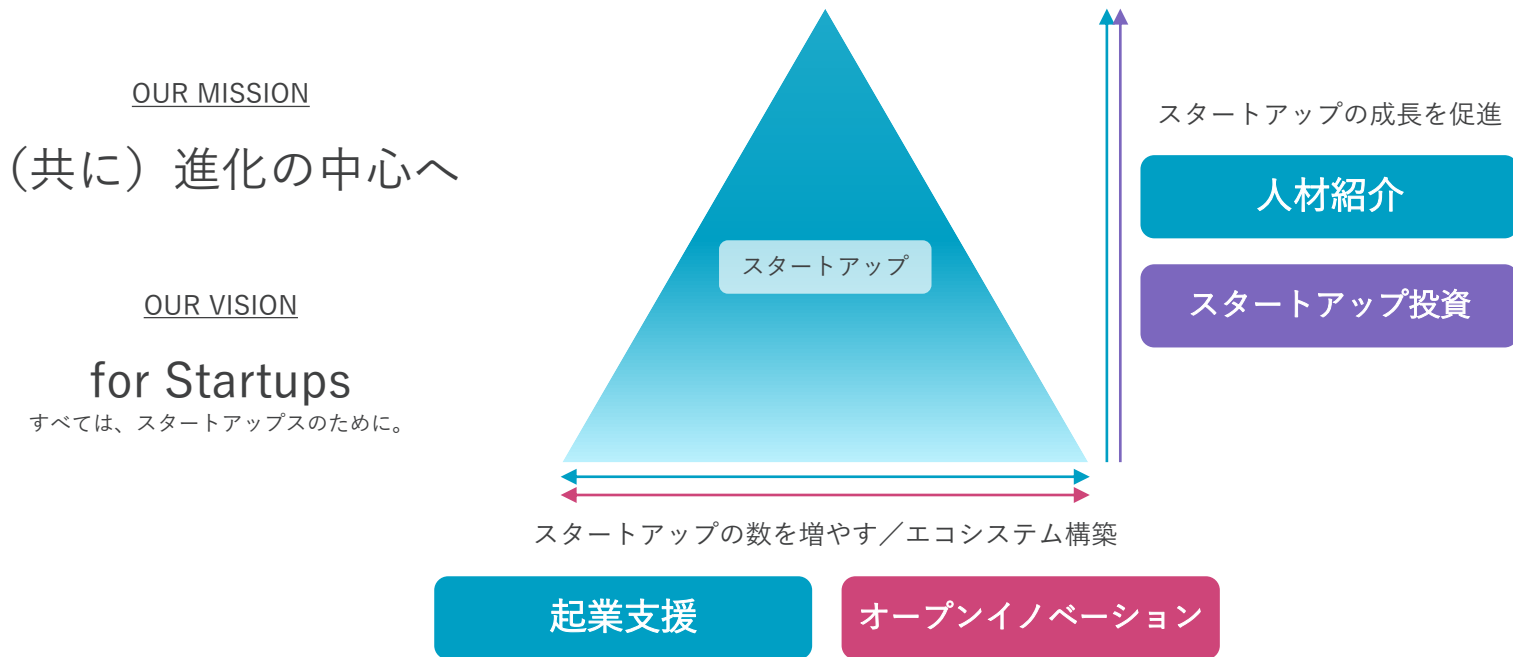 OUR MISSION
（共に）進化の中心へ
OUR VISION
for Startups
すべては、スタートアップスのために。
スタートアップ
スタートアップの成長を促進
人材紹介
スタートアップ投資
スタートアップの数を増やす／エコシステム構築
起業支援
オープンイノベーション